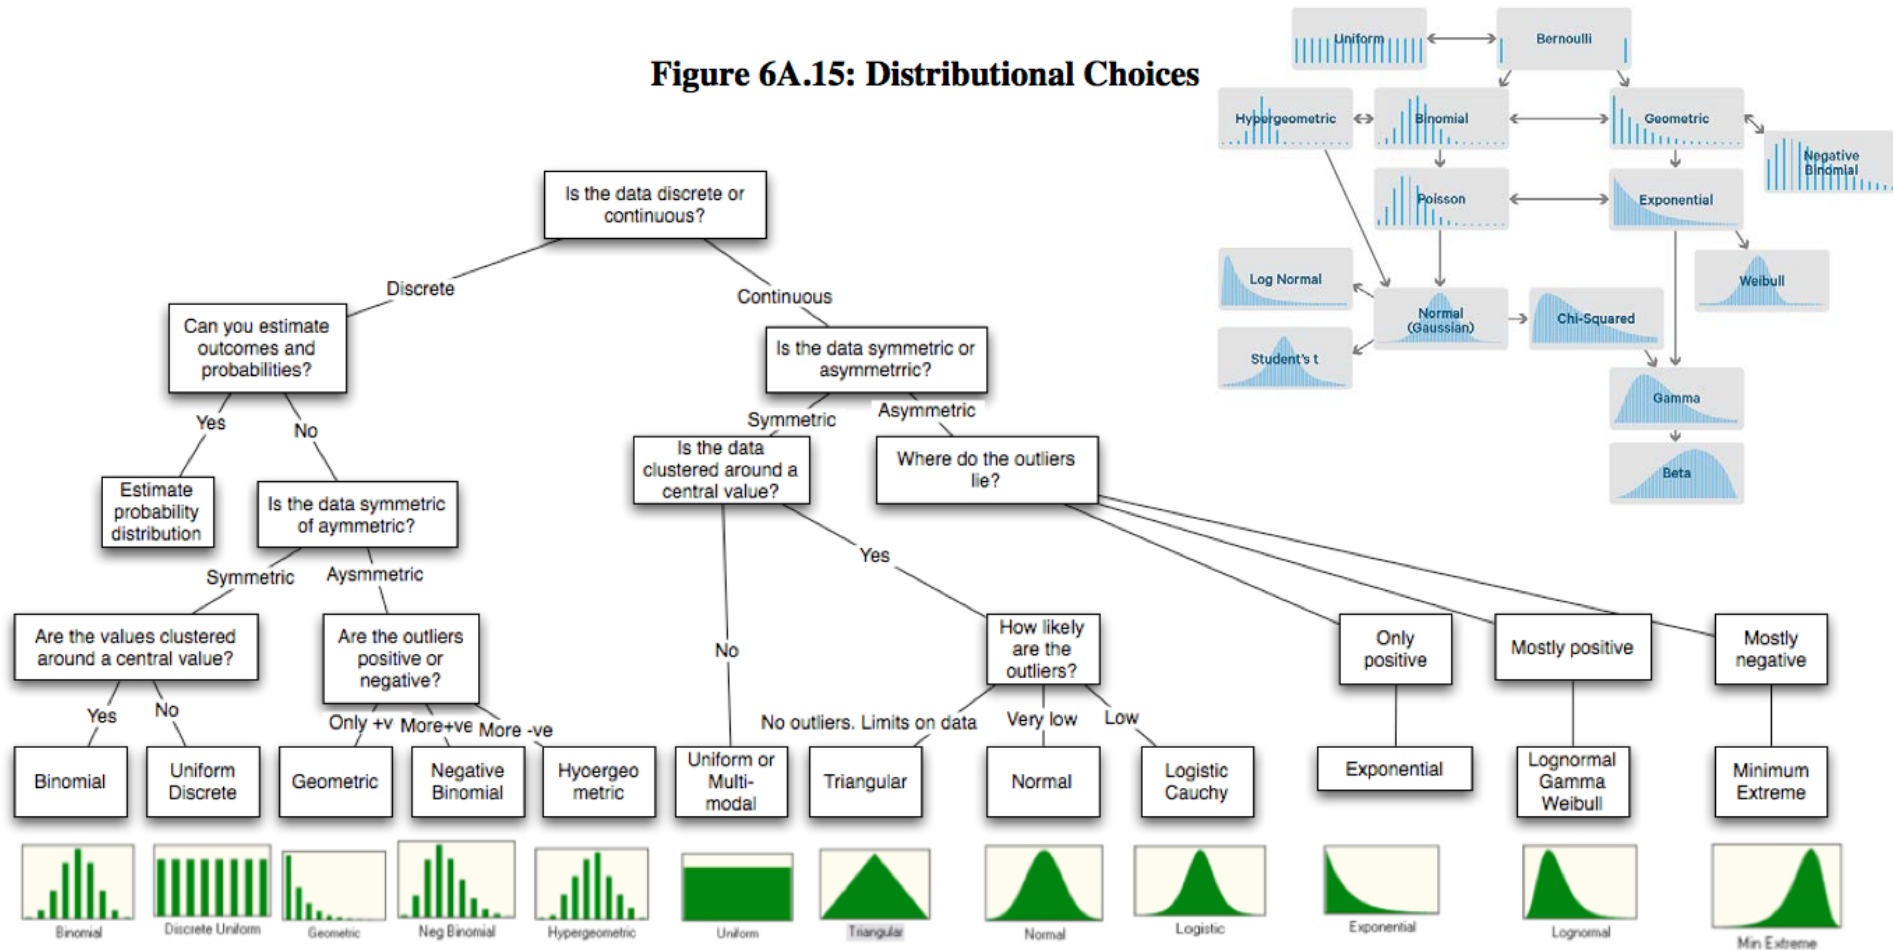 Figure 6A.15: Distributional Choices
Uniform
Bernoulli
Hypergeometric
Binomial
Geometric
Negative
Binomial
Poisson
Exponential
Log Normal
Weibull
Normal
(Gaussian)
Chi-Squared
Student's t
Gamma
Beta
Is the data discrete or
continuous?
Discrete
Continuous
Can you estimate
outcomes and
probabilities?
Is the data symmetric or
asymmetrric?
Yes
No
Symmetric
Asymmetric
Estimate
probability
distribution
Is the data symmetric
of aymmetric?
Is the data
clustered around a
central value?
Where do the outliers
lie?
Symmetric
Aysmmetric
No
Yes
Are the values clustered
around a central value?
Are the outliers
positive or
negative?
How likely
are the
outliers?
Only
positive
Mostly positive
Mostly
negative
Yes
No
Only +v
More+ve
More -ve
No outliers. Limits on data
Very low
Low
Binomial
Uniform
Discrete
Geometric
Negative
Binomial
Hyoergeo
metric
Uniform or
Multi-
modal
Triangular
Normal
Logistic
Cauchy
Exponential
Lognormal
Gamma
Weibull
Minimum
Extreme
Binomial
Discrete Uniform
Geometric
Neg Binomial
Hypergeometric
Uniform
Triangular
Normal
Logistic
Exponential
Lognormal
Min Extreme